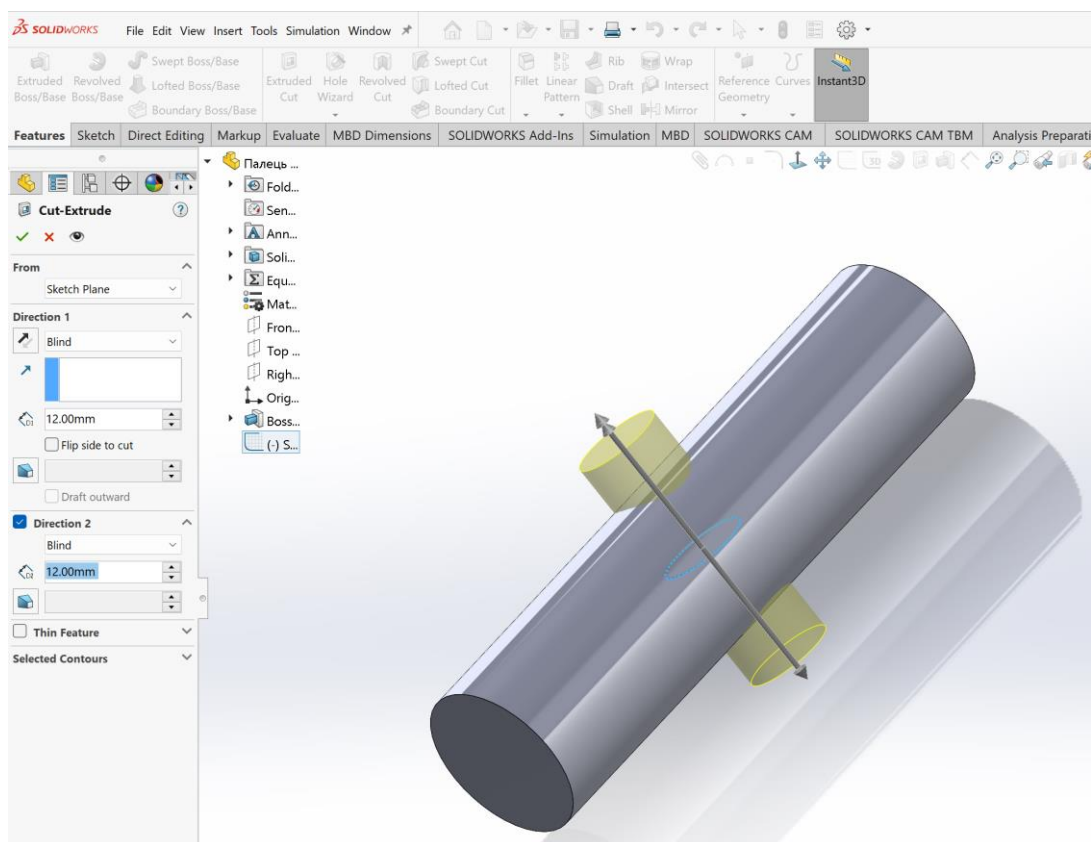 SOLIDWORKS File Edit View Insert Tools Simulation Window
Extruded Boss/Base
Revolved Boss/Base
Swept Boss/Base
Lofted Boss/Base
Boundary Boss/Base
Extruded Cut
Hole Wizard
Revolved Cut
Swept Cut
Lofted Cut
Boundary Cut
Fillet
Linear Pattern
Rib
Draft
Shell
Wrap
Intersect
Mirror
Reference Geometry
Curves
Instant3D
Features Sketch Direct Editing Markup Evaluate MBD Dimensions SOLIDWORKS Add-Ins Simulation MBD SOLIDWORKS CAM SOLIDWORKS CAM TBM Analysis Preparati
Cut-Extrude
From
Sketch Plane
Direction 1
Blind
D1
12.00mm
Flip side to cut
Draft outward
Direction 2
Blind
D2
12.00mm
Thin Feature
Selected Contours
Палець ...
Fold...
Sen...
Ann...
Soli...
Equ...
Mat...
Fron...
Top ...
Righ...
Orig...
Boss...
(-) S...
3D